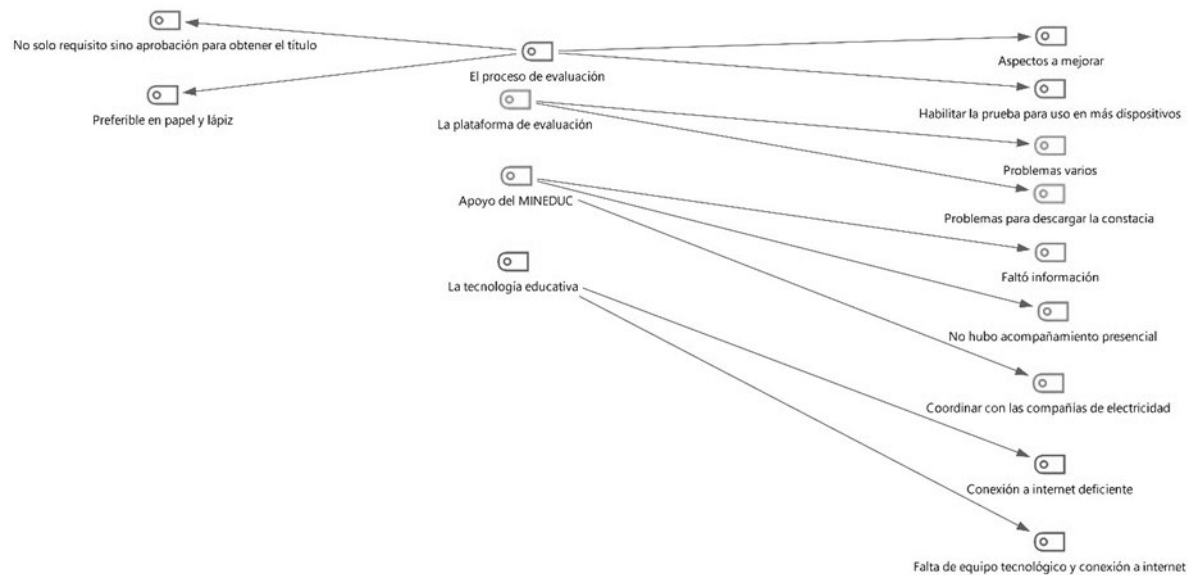 No solo requisito sino aprobación para obtener el título
Preferible en papel y lápiz
El proceso de evaluación
La plataforma de evaluación
Apoyo del MINEDUC
La tecnología educativa
Aspectos a mejorar
Habilitar la prueba para uso en más dispositivos
Problemas varios
Problemas para descargar la constacia
Faltó información
No hubo acompañamiento presencial
Coordinar con las compañías de electricidad
Conexión a internet deficiente
Falta de equipo tecnológico y conexión a internet